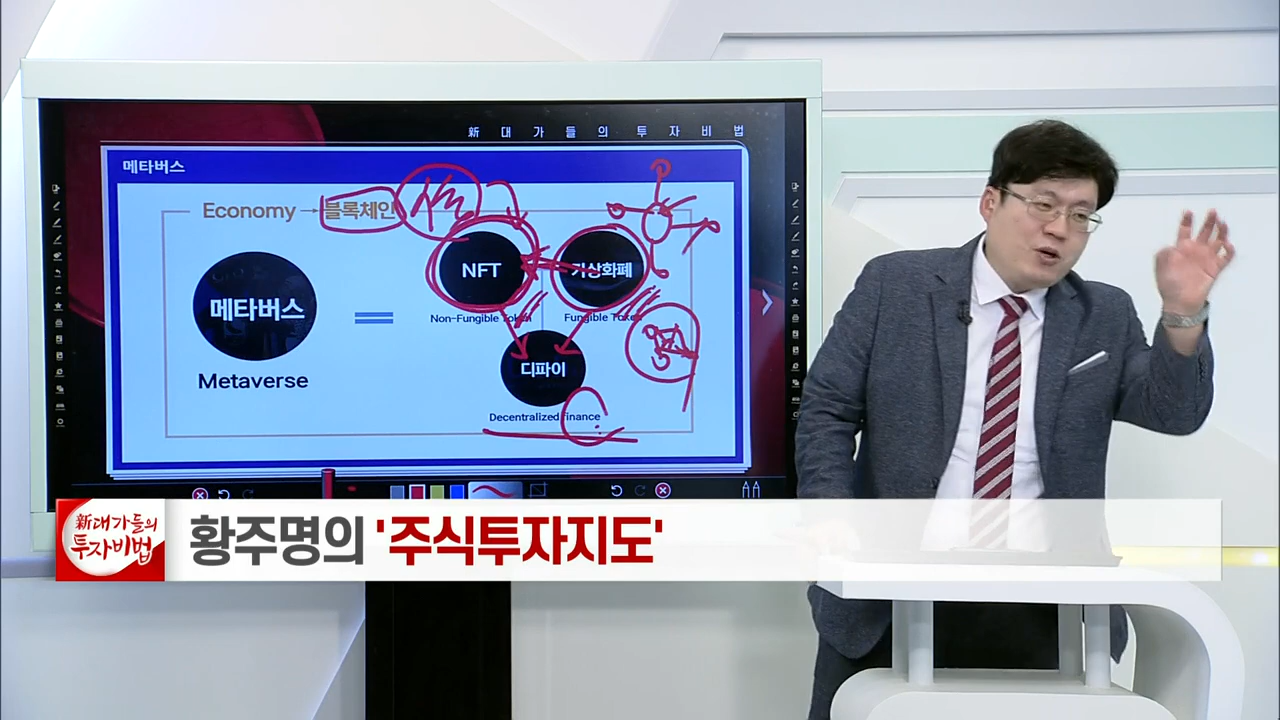 新 대 가 들 의 투 자 비 법
메타버스
Economy → 블록체인
메타버스
Metaverse
NFT
Non-Fungible Token
가상화폐
Fungible Token
디파이
Decentralized finance
新대가들의
투자비법
황주명의 '주식투자지도'